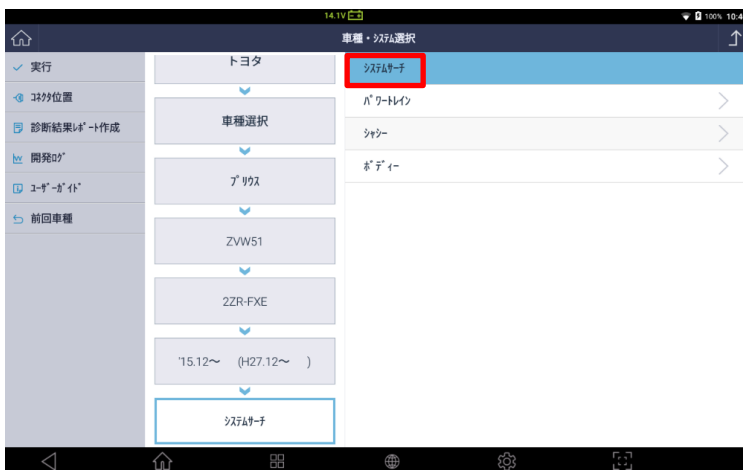 14.1V
100% 10:4
車種・ｼｽﾃﾑ選択
実行
ｺﾈｸﾀ位置
診断結果ﾚﾎﾟｰﾄ作成
開発ﾛｸﾞ
ﾕｰｻﾞｰｶﾞｲﾄﾞ
前回車種
トヨタ
車種選択
ﾌﾟﾘｳｽ
ZVW51
2ZR-FXE
'15.12～　(H27.12～　)
ｼｽﾃﾑｻｰﾁ
ｼｽﾃﾑｻｰﾁ
ﾊﾟﾜｰﾄﾚｲﾝ
ｼｬｼｰ
ﾎﾞﾃﾞｨｰ